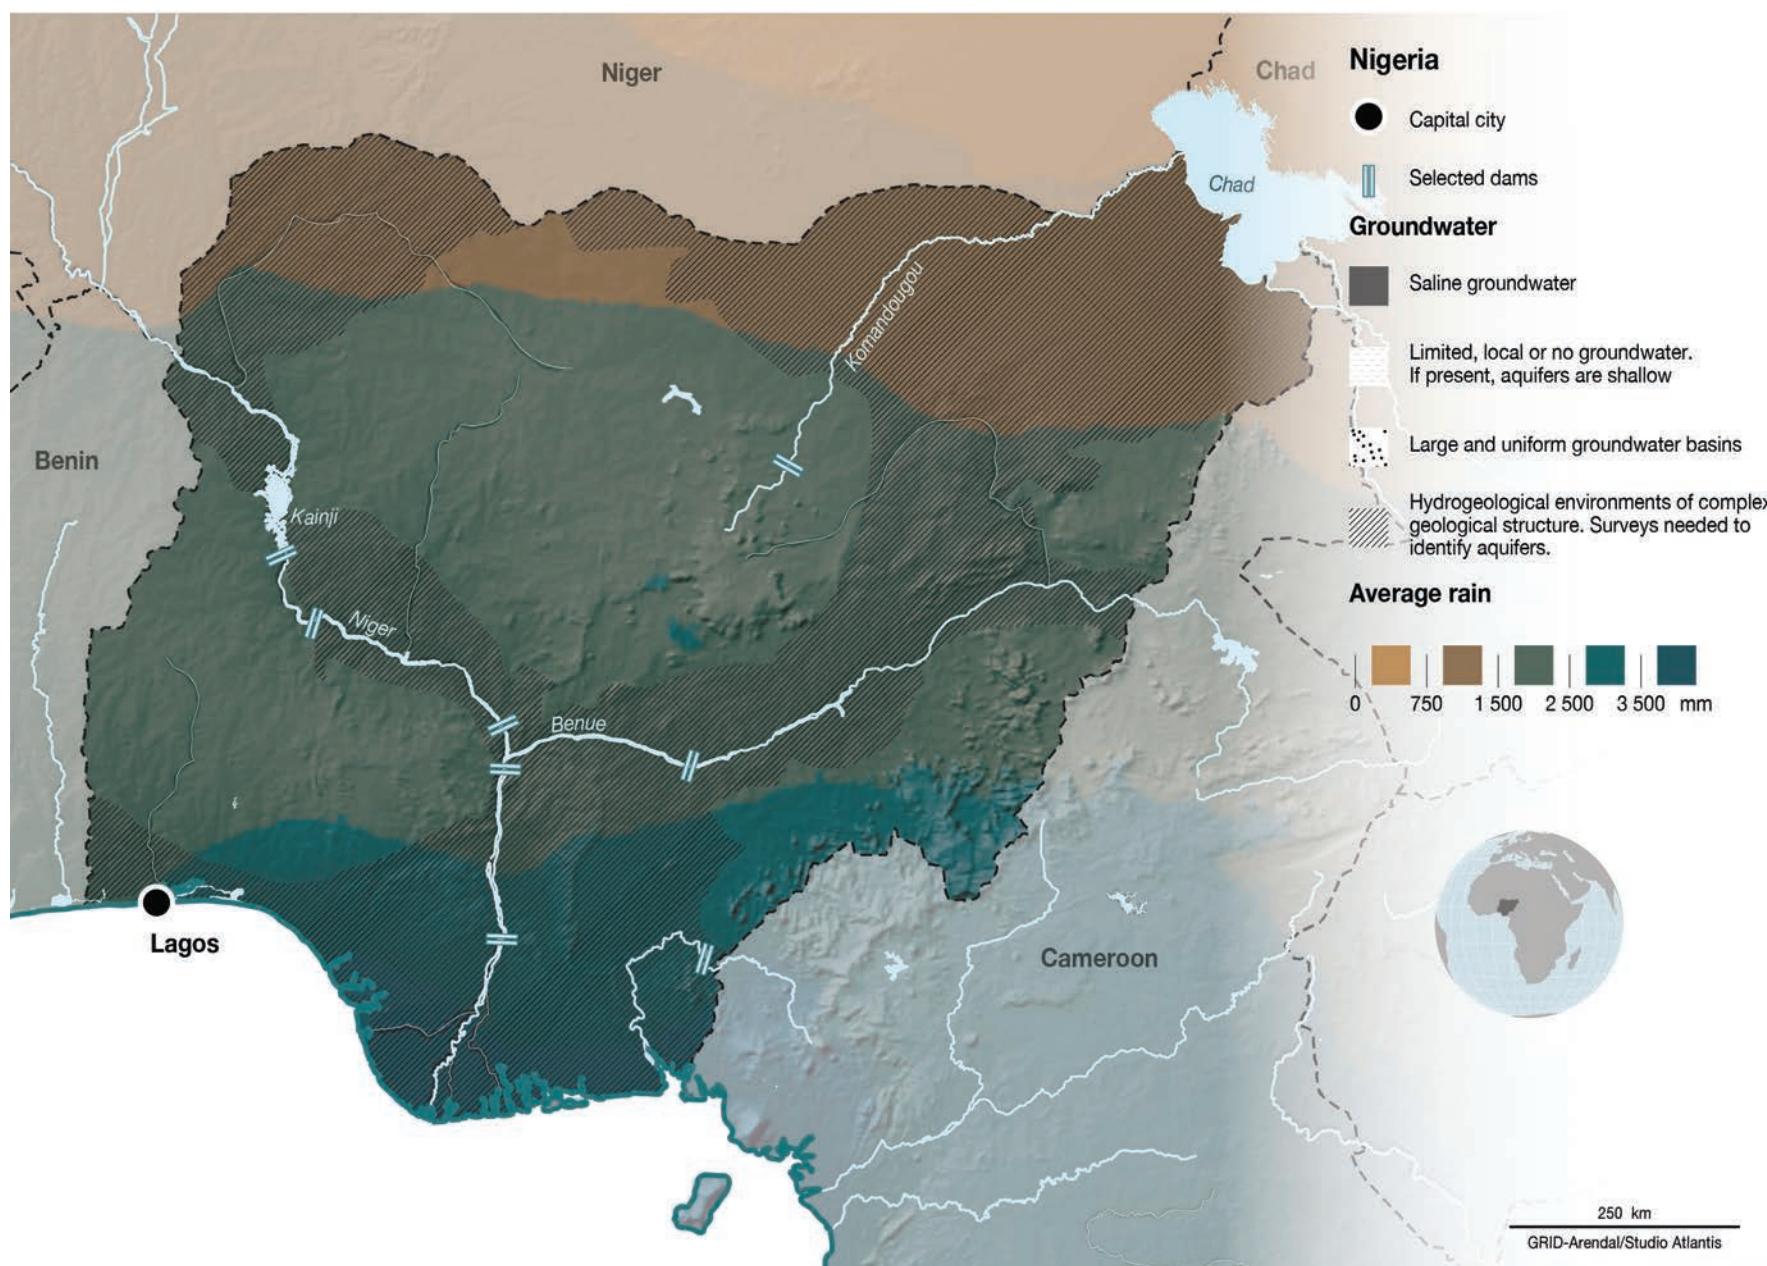 Niger
Chad
Chad
Komandougou
Benin
Kainji
Niger
Benue
Lagos
Cameroon
Nigeria
Capital city
Selected dams
Groundwater
Saline groundwater
Limited, local or no groundwater.
If present, aquifers are shallow
Large and uniform groundwater basins
Hydrogeological environments of complex
geological structure. Surveys needed to
identify aquifers.
Average rain
0 750 1 500 2 500 3 500 mm
250 km
GRID-Arendal/Studio Atlantis